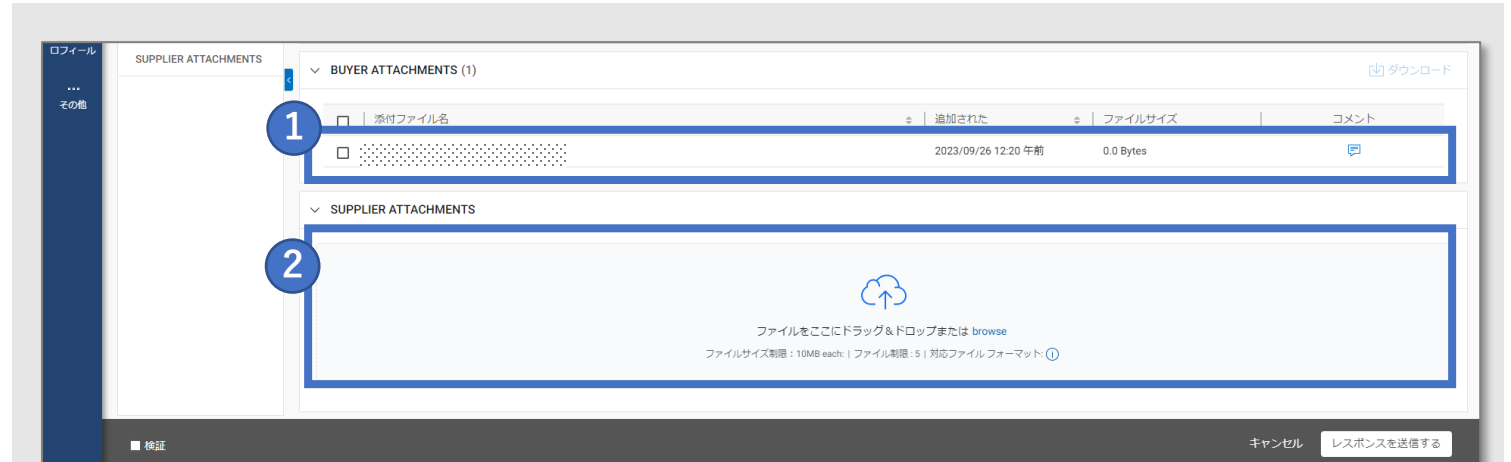 ロフィール
...
その他
SUPPLIER ATTACHMENTS
BUYER ATTACHMENTS (1)
ダウンロード
1
添付ファイル名
追加された
ファイルサイズ
コメント
2023/09/26 12:20 午前
0.0 Bytes
SUPPLIER ATTACHMENTS
2
ファイルをここにドラッグ&ドロップまたは browse
ファイルサイズ制限 : 10MB each: | ファイル制限 : 5 | 対応ファイル フォーマット:
検証
キャンセル
レスポンスを送信する